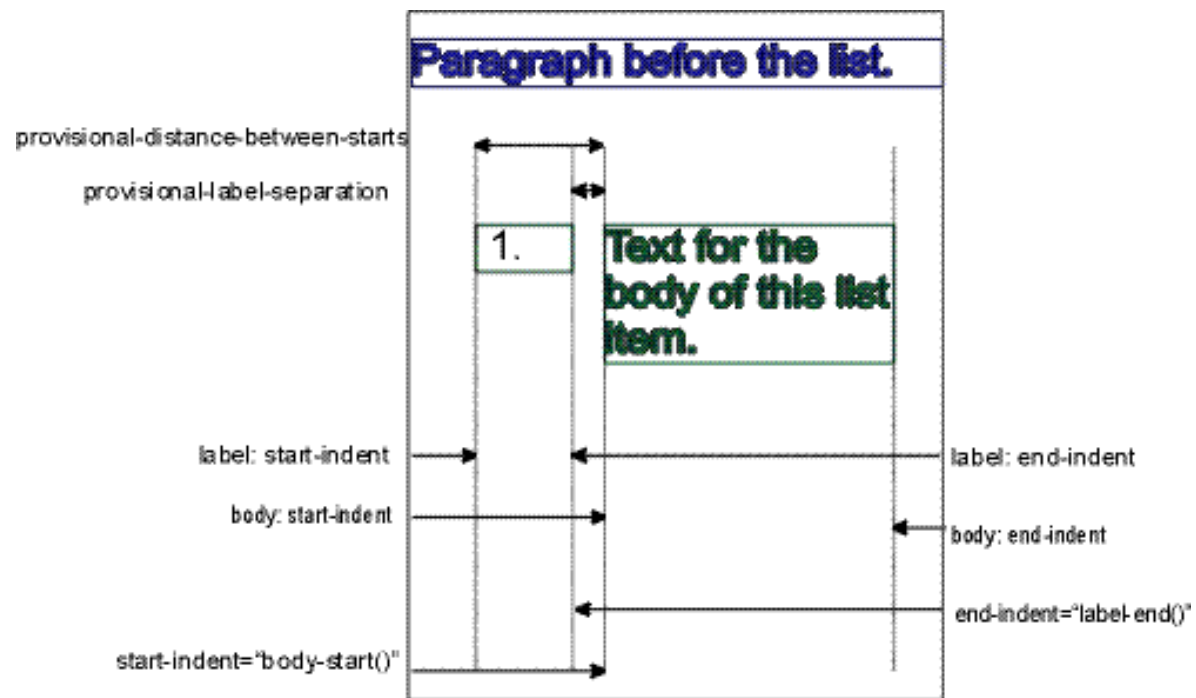 Paragraph before the list.
provisional-distance-between-starts
provisional-label-separation
1.
Text for the
body of this list
item.
label: start-indent
label: end-indent
body: start-indent
body: end-indent
end-indent="label-end()"
start-indent="body-start()"